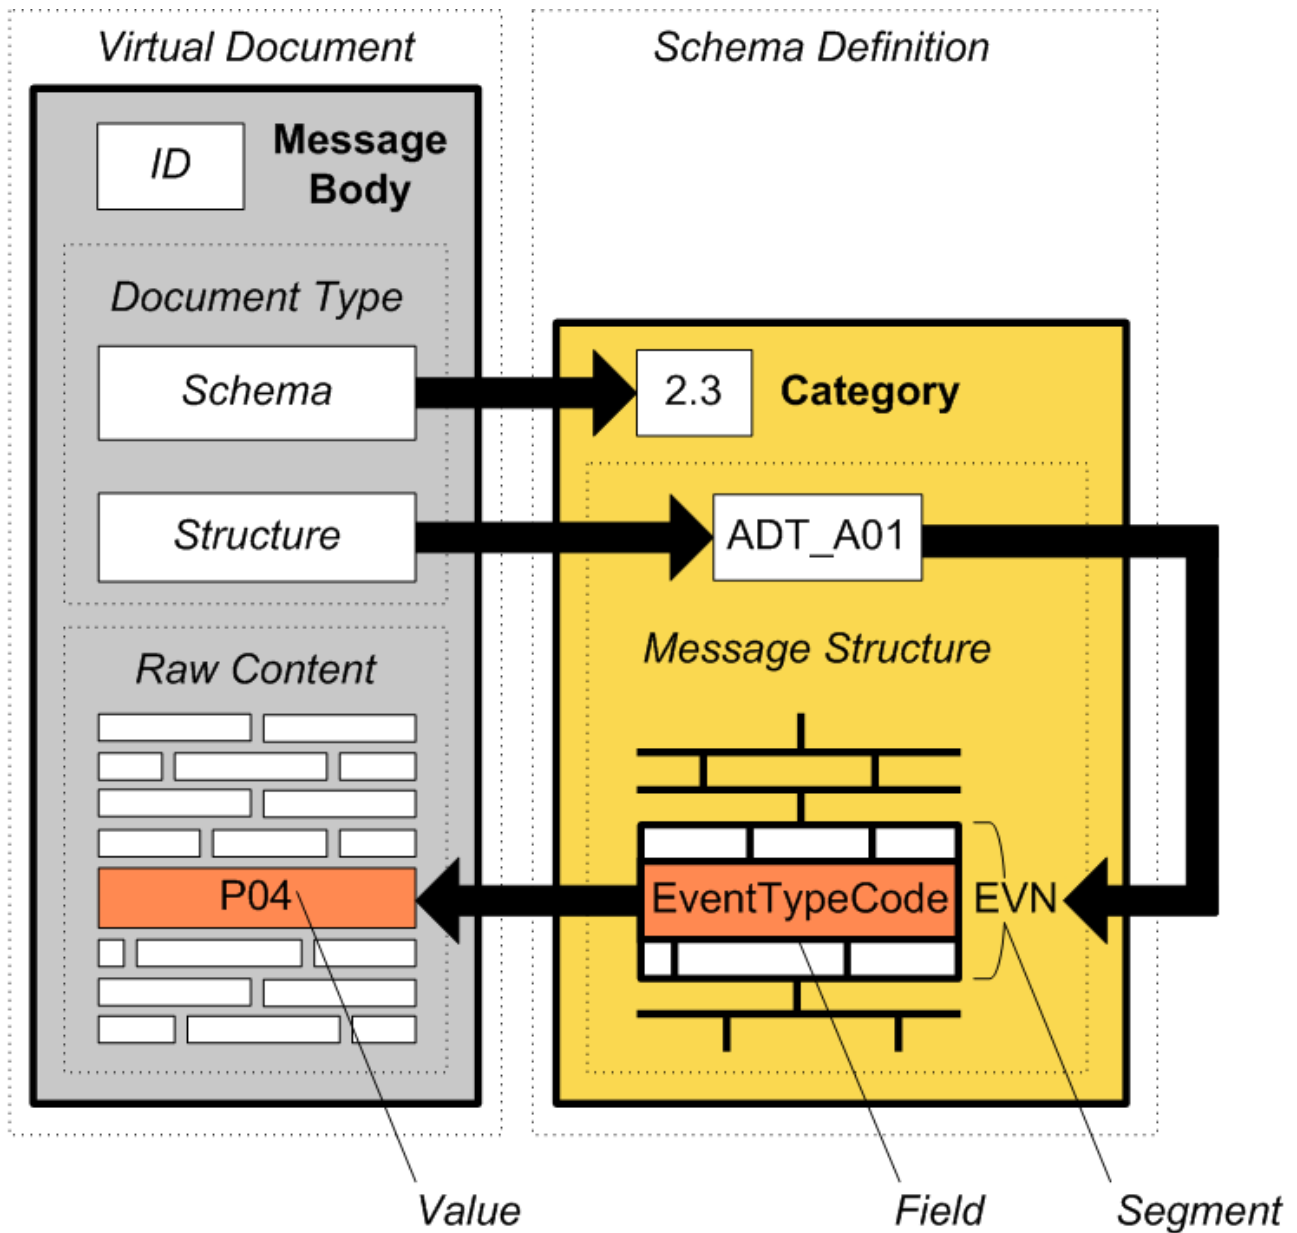 Virtual Document
Schema Definition
ID
Message
Body
Document Type
Schema
2.3
Category
Structure
ADT_A01
Message Structure
Raw Content
P04
EventTypeCode
EVN
Value
Field
Segment